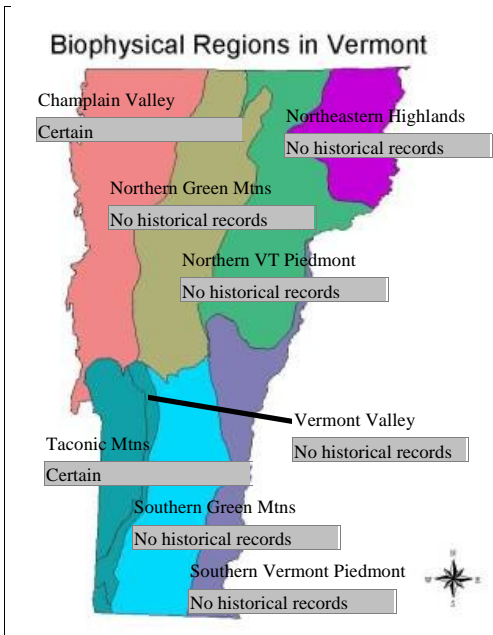 Biophysical Regions in Vermont
Champlain Valley
Certain
Northeastern Highlands
No historical records
Northern Green Mtns
No historical records
Northern VT Piedmont
No historical records
Vermont Valley
No historical records
Taconic Mtns
Certain
Southern Green Mtns
No historical records
Southern Vermont Piedmont
No historical records
N
W E
S